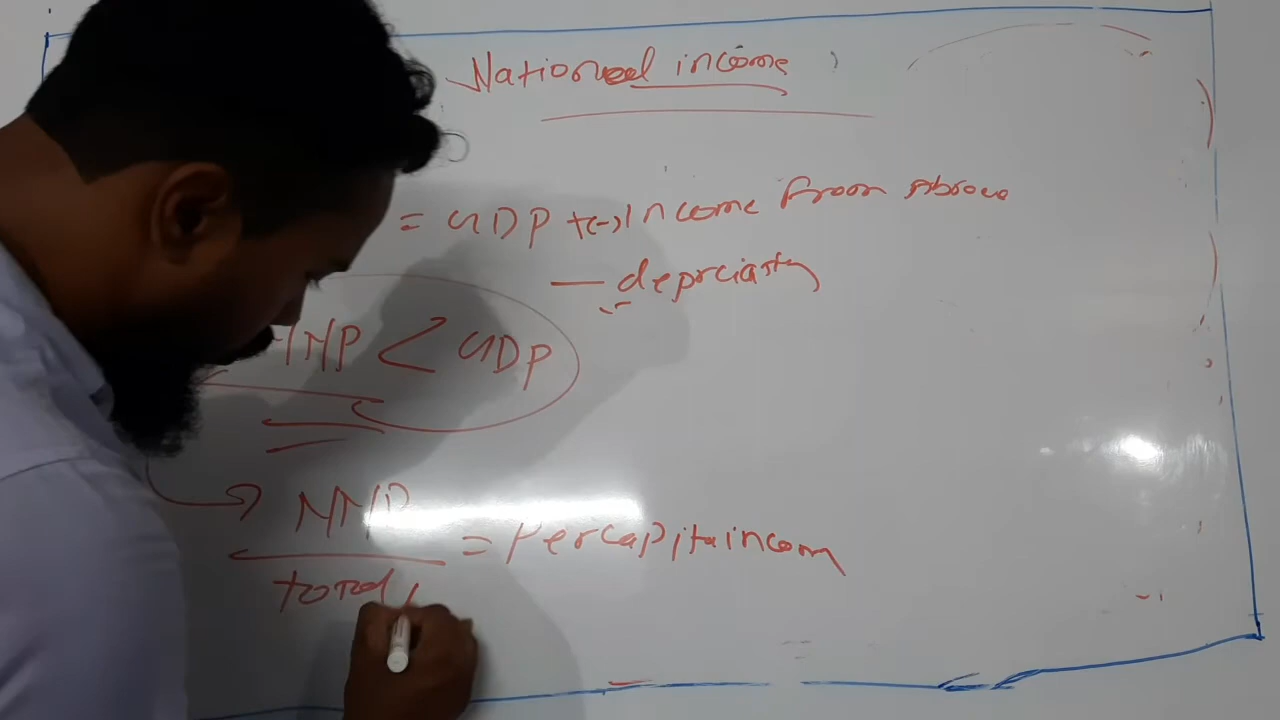 National income
= GDP +(-) Income from Abroad
— depreciation
NNP < GDP
NNP
= Percapita incom
total